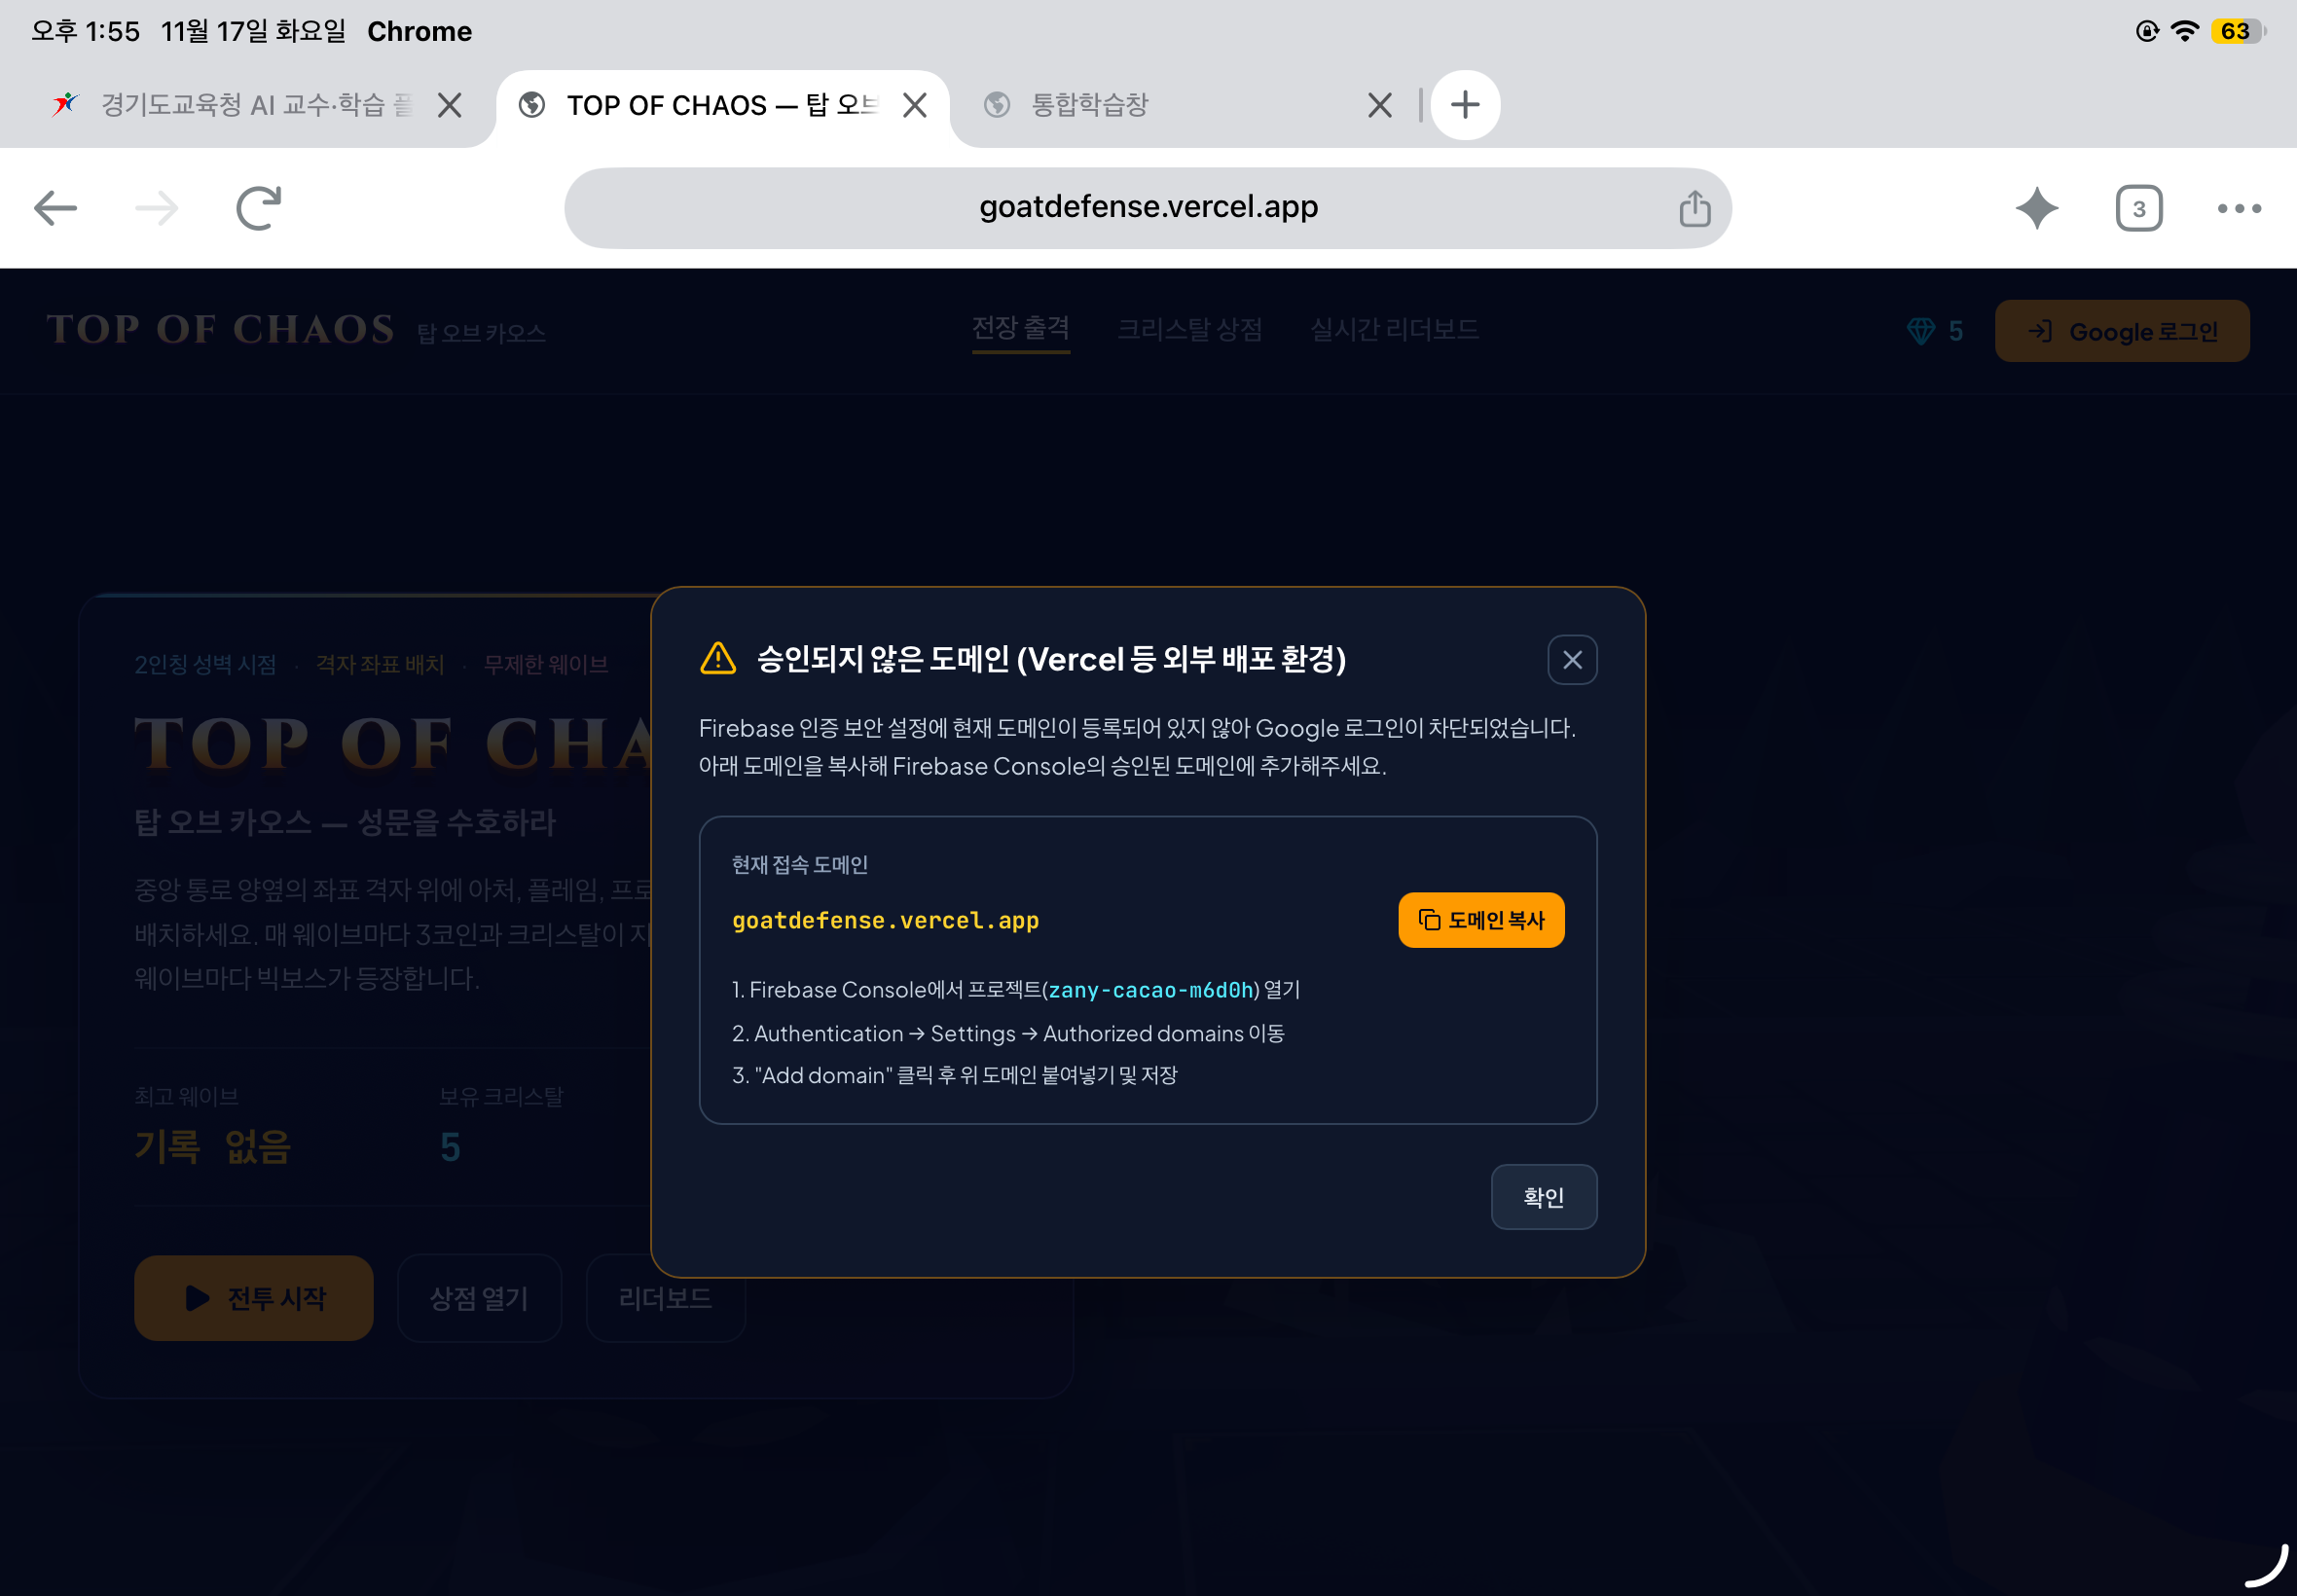 오후 1:55 11월 17일 화요일 Chrome
63
경기도교육청 AI 교수·학습
TOP OF CHAOS — 탑
통합학습창
goatdefense.vercel.app
3
TOP OF CHAOS 탑 오브 카오스
전장 출격
크리스탈 상점
실시간 리더보드
5
Google 로그인
2인칭 성벽 시점 · 격자 좌표 배치 · 무제한 웨이브
TOP OF
탑 오브 카오스 — 성문을 수호하라
중앙 통로 양옆의 좌표 격자 위에 아처, 플레임,
배치하세요. 매 웨이브마다 3코인과 크리스탈이
웨이브마다 빅보스가 등장합니다.
최고 웨이브
보유 크리스탈
기록 없음
5
전투 시작
상점 열기
리더보드
승인되지 않은 도메인 (Vercel 등 외부 배포 환경)
Firebase 인증 보안 설정에 현재 도메인이 등록되어 있지 않아 Google 로그인이 차단되었습니다.
아래 도메인을 복사해 Firebase Console의 승인된 도메인에 추가해주세요.
현재 접속 도메인
goatdefense.vercel.app
도메인 복사
1. Firebase Console에서 프로젝트(zany-cacao-m6d0h) 열기
2. Authentication → Settings → Authorized domains 이동
3. "Add domain" 클릭 후 위 도메인 붙여넣기 및 저장
확인